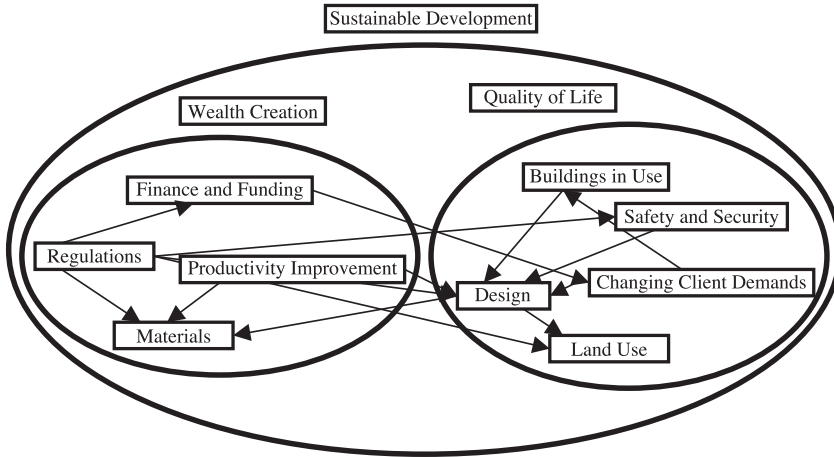 Sustainable Development
Wealth Creation
Quality of Life
Finance and Funding
Regulations
Productivity Improvement
Materials
Buildings in Use
Safety and Security
Changing Client Demands
Design
Land Use